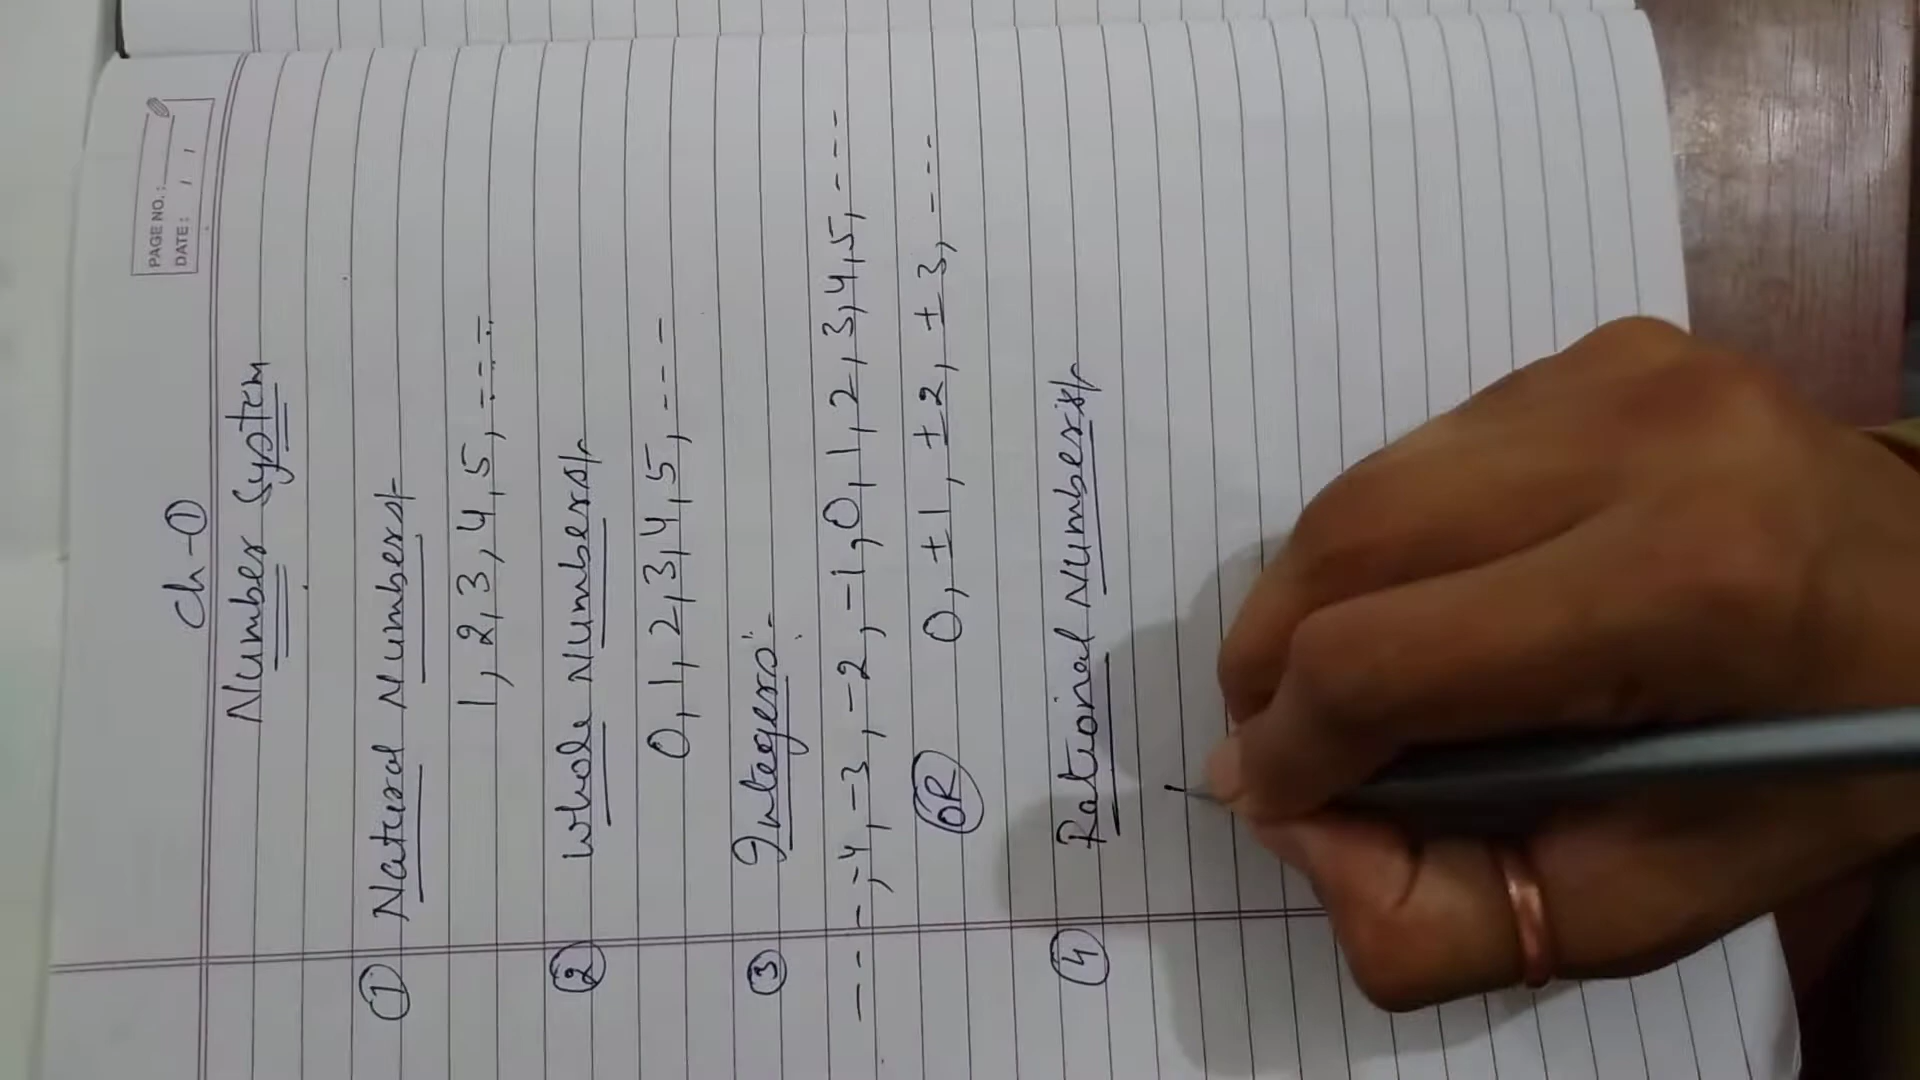 PAGE NO.:
DATE: / /
Ch-①
Number System
① Natural Numbers
1, 2, 3, 4, 5, ----
② Whole Numbers
0, 1, 2, 3, 4, 5, ---
③ Integers:-
----, -4, -3, -2, -1, 0, 1, 2, 3, 4, 5, ---
OR 0, ±1, ±2, ±3, ---
④ Rational Numbers